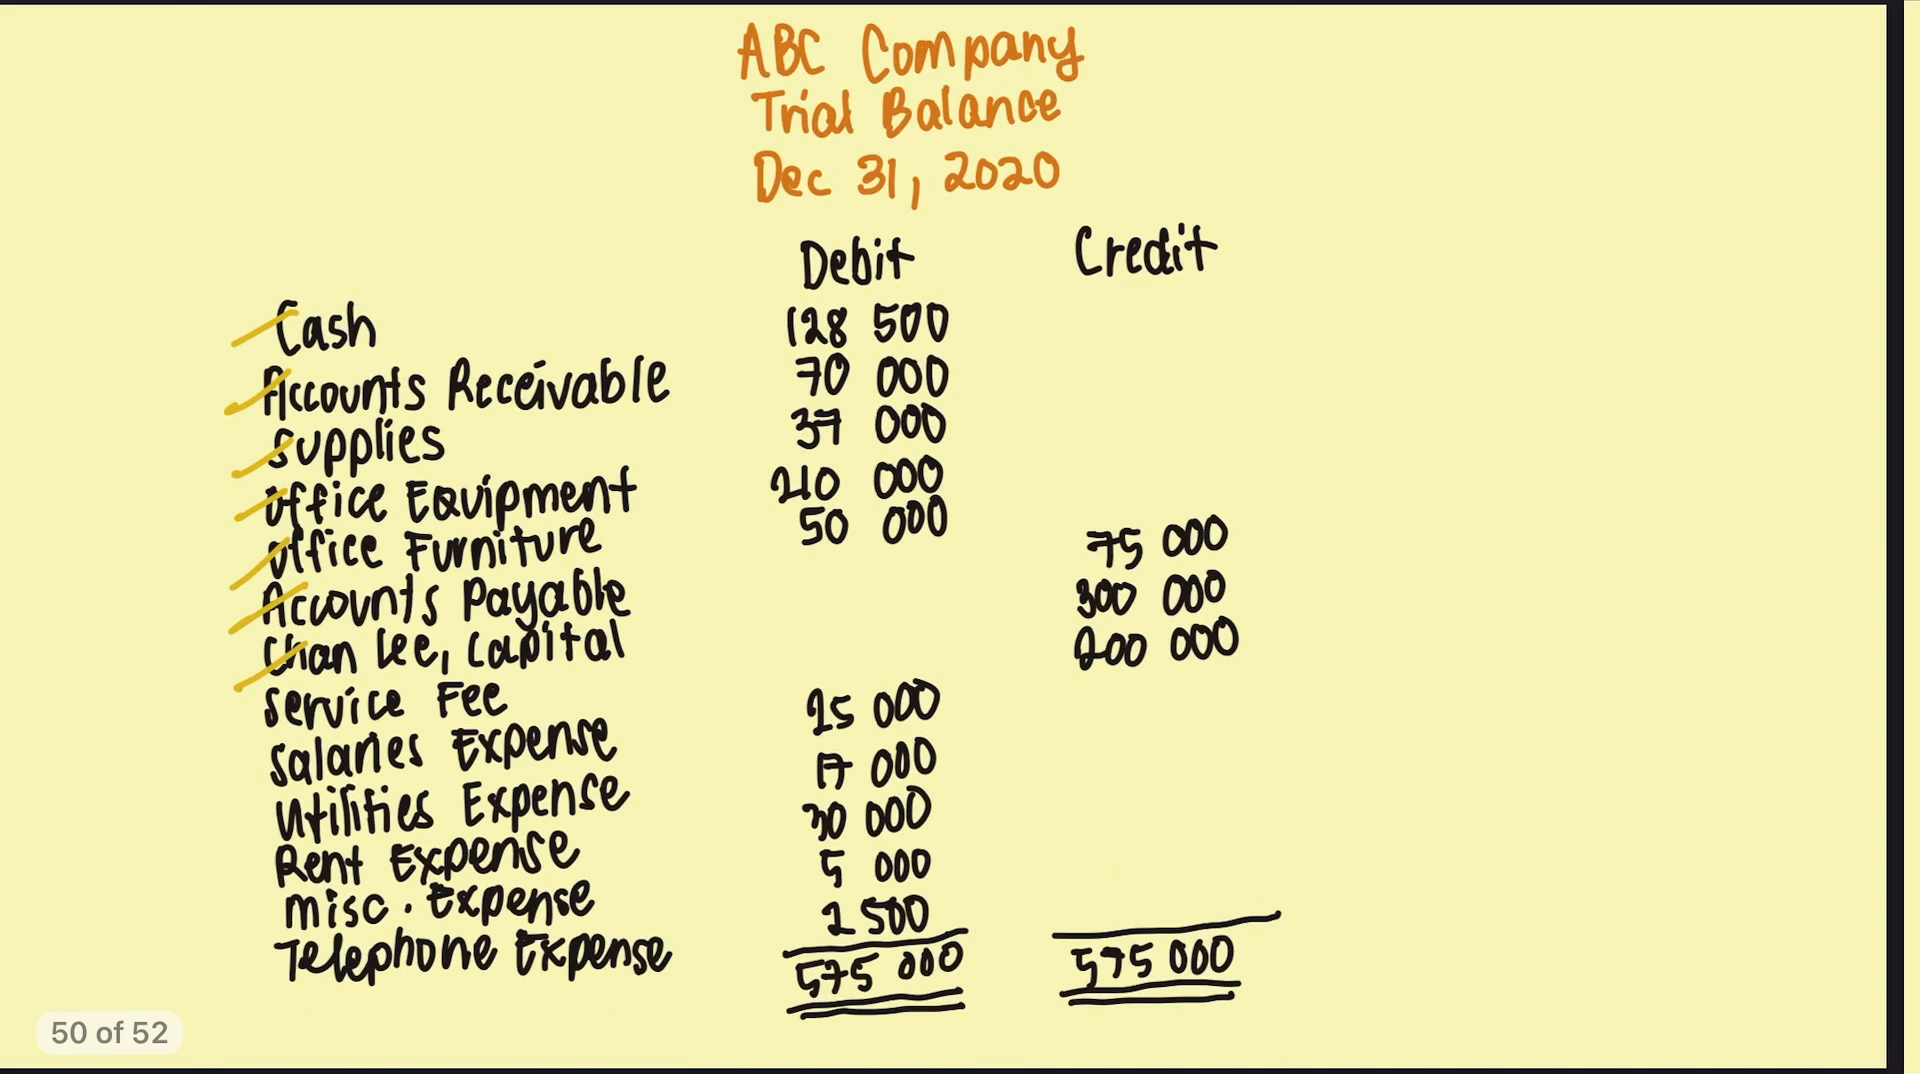 ABC Company
Trial Balance
Dec 31, 2020
Debit Credit
Cash 128 500
Accounts Receivable 70 000
Supplies 37 000
Office Equipment 210 000
Office Furniture 50 000
Accounts Payable 75 000
Chan Lee, Capital 300 000
Service Fee 200 000
Salaries Expense 25 000
Utilities Expense 17 000
Rent Expense 30 000
misc. Expense 5 000
Telephone Expense 2 500
575 000 575 000
50 of 52